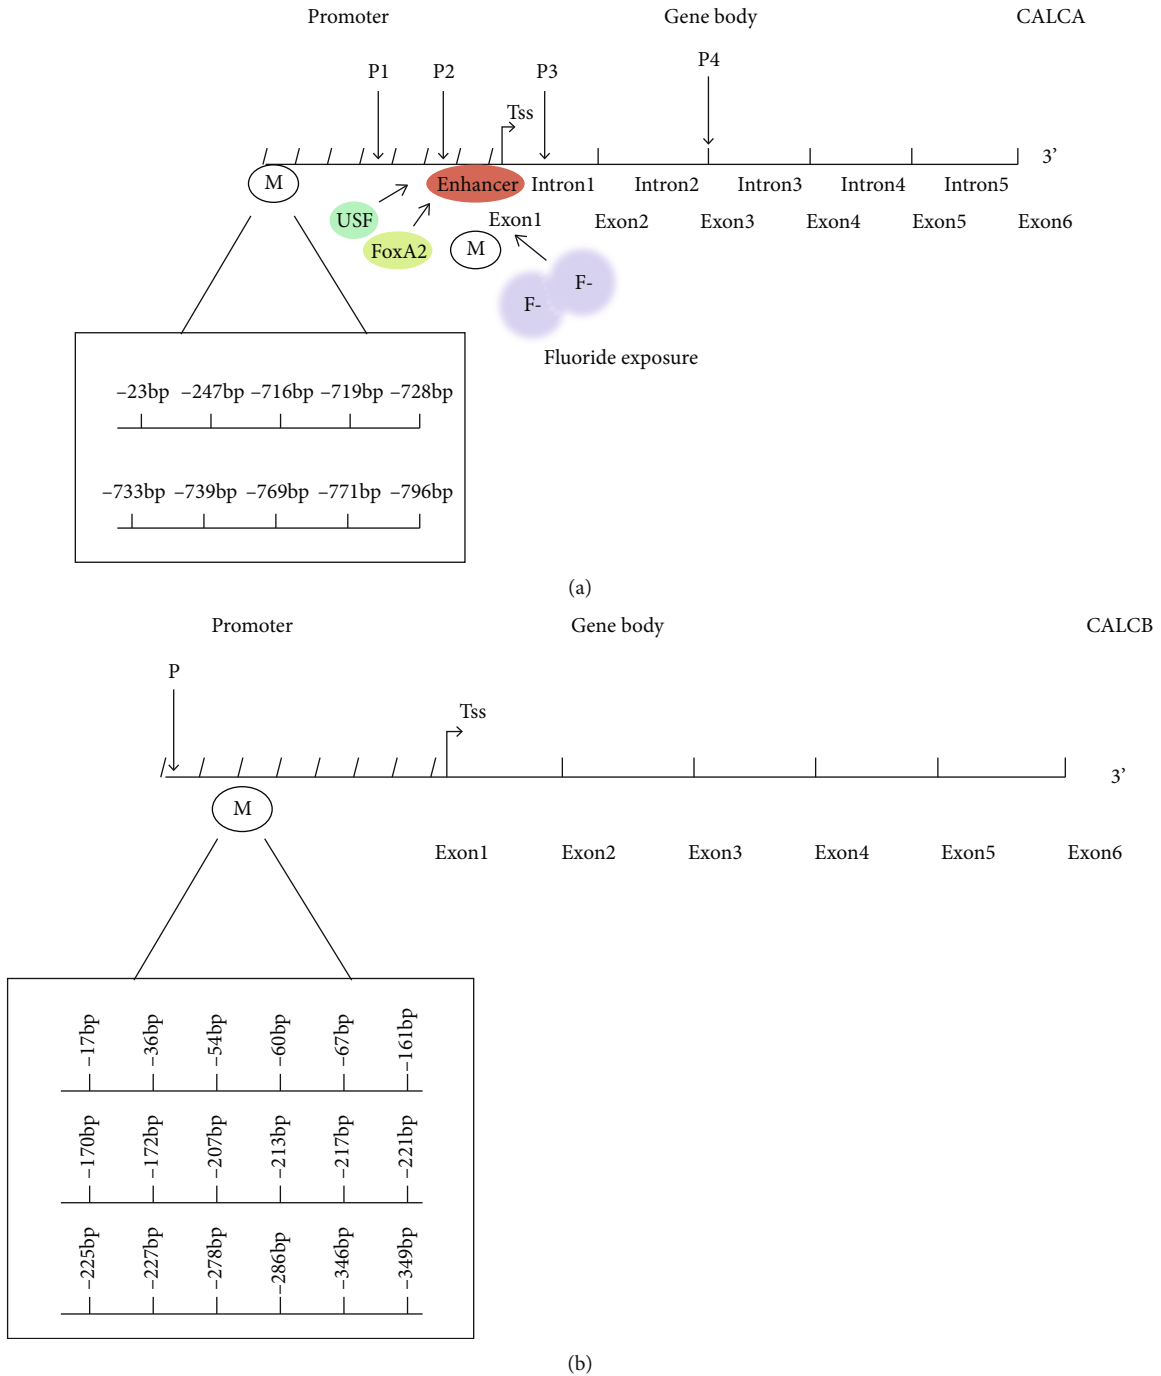 Promoter Gene body CALCA
P4
P1 P2 P3
Tss
3’
M Enhancer Intron1 Intron2 Intron3 Intron4 Intron5
USF Exon1 Exon2 Exon3 Exon4 Exon5 Exon6
FoxA2 M
F-
F-
Fluoride exposure
–23bp –247bp –716bp –719bp –728bp
–733bp –739bp –769bp –771bp –796bp
(a)
Promoter Gene body CALCB
P
Tss
3’
M
Exon1 Exon2 Exon3 Exon4 Exon5 Exon6
–17bp –36bp –54bp –60bp –67bp –161bp
–170bp –172bp –207bp –213bp –217bp –221bp
–225bp –227bp –278bp –286bp –346bp –349bp
(b)